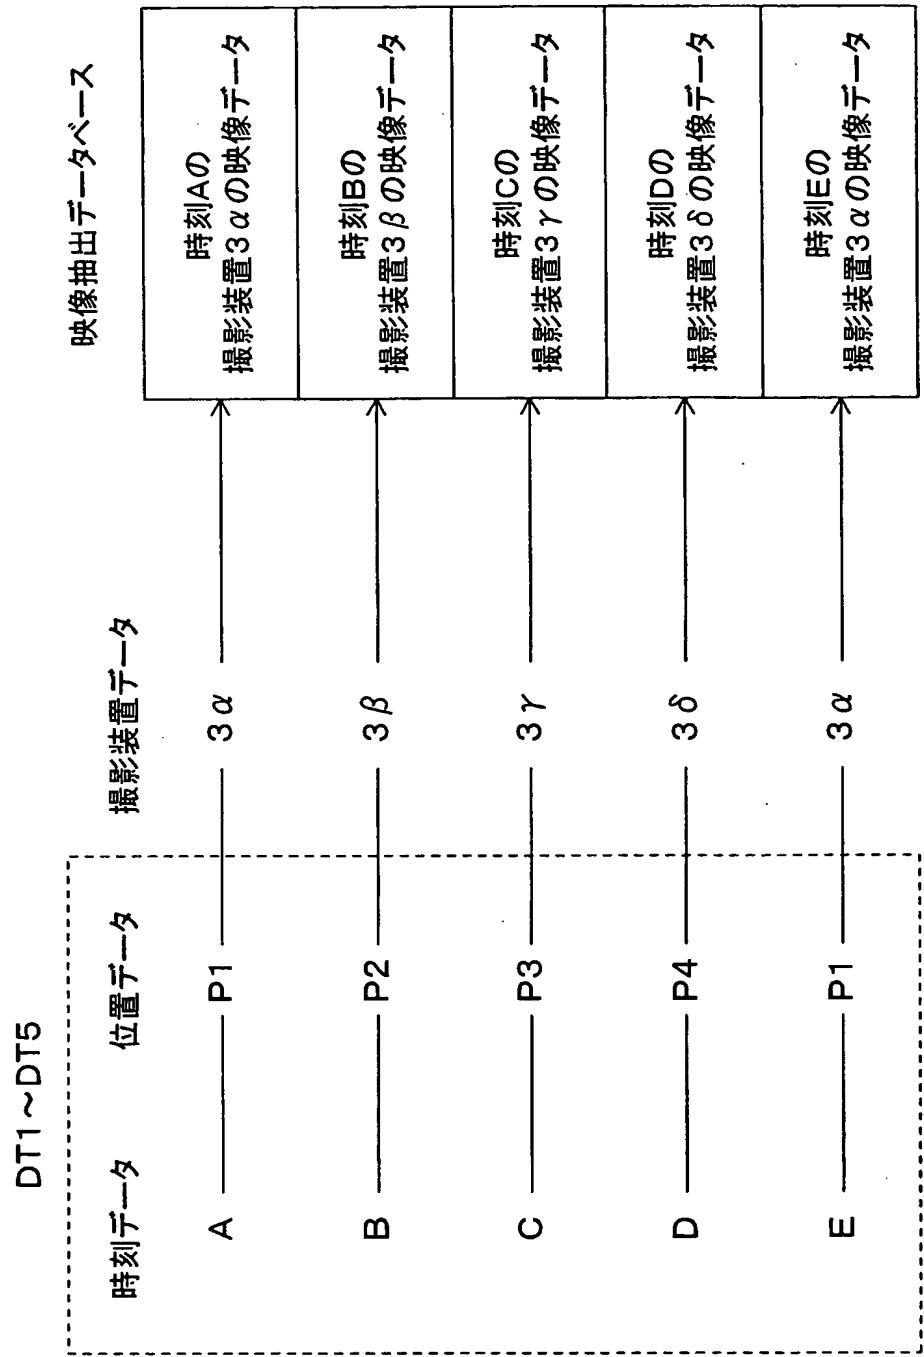 DT1～DT5
時刻データ
位置データ
撮影装置データ
映像抽出データベース
A
P1
3α
時刻Aの
撮影装置3αの映像データ
B
P2
3β
時刻Bの
撮影装置3βの映像データ
C
P3
3γ
時刻Cの
撮影装置3γの映像データ
D
P4
3δ
時刻Dの
撮影装置3δの映像データ
E
P1
3α
時刻Eの
撮影装置3αの映像データ